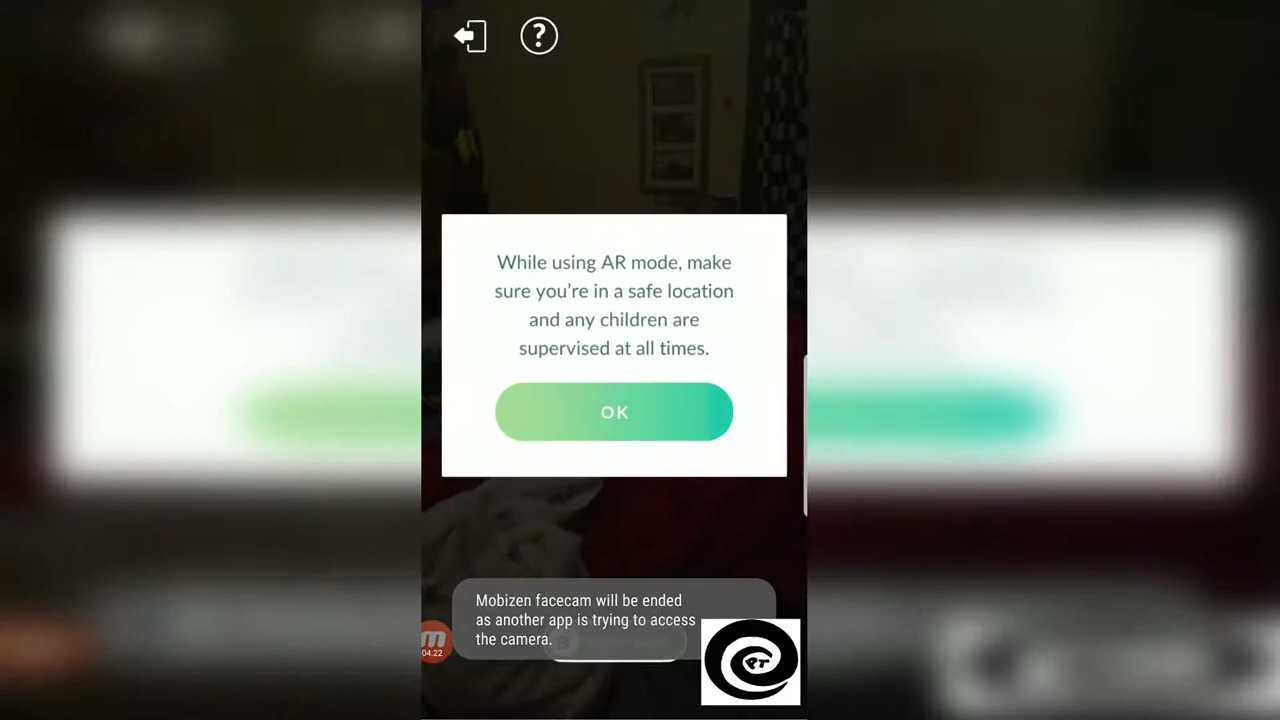 ?
While using AR mode, make
sure you're in a safe location
and any children are
supervised at all times.
OK
Mobizen facecam will be ended
as another app is trying to access
the camera.
m
04:22
PT